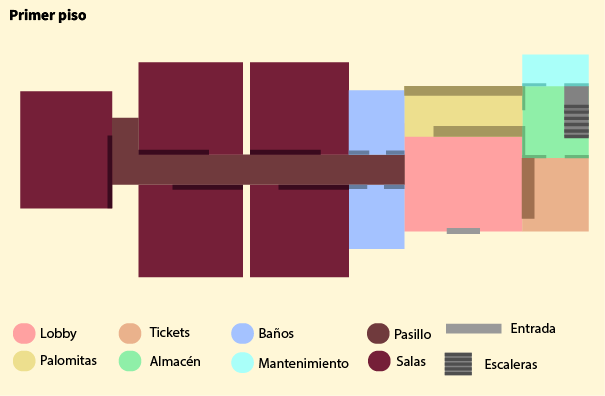 Primer piso
Lobby
Tickets
Baños
Pasillo
Entrada
Palomitas
Almacén
Mantenimiento
Salas
Escaleras